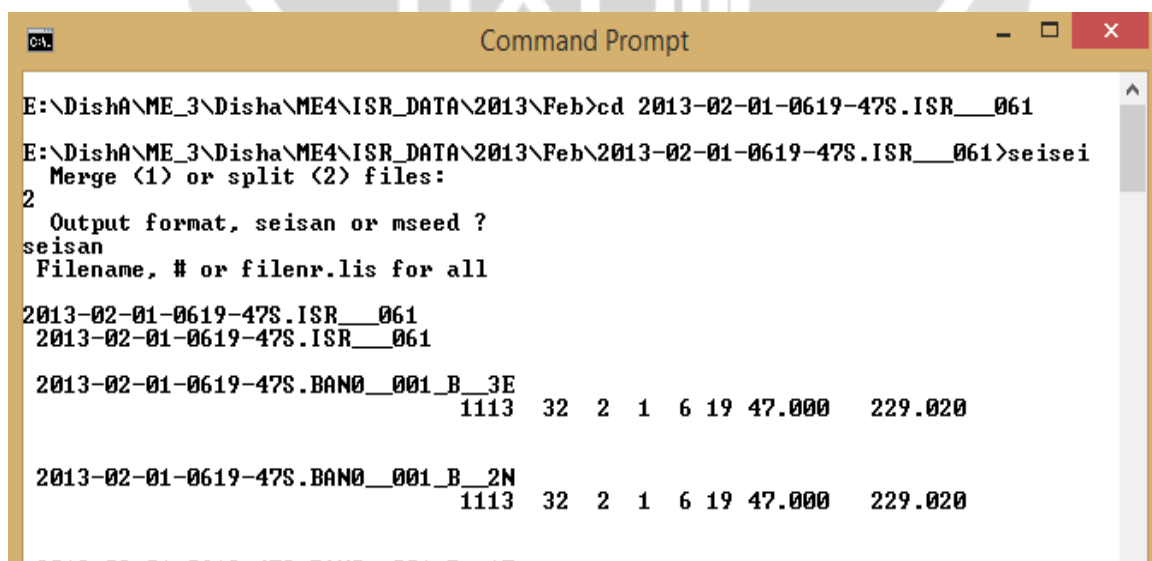 Command Prompt
E:\DishA\ME_3\Disha\ME4\ISR_DATA\2013\Feb>cd 2013-02-01-0619-47S.ISR___061
E:\DishA\ME_3\Disha\ME4\ISR_DATA\2013\Feb\2013-02-01-0619-47S.ISR___061>seisei
Merge (1) or split (2) files:
2
Output format, seisan or mseed ?
seisan
Filename, # or filenr.lis for all
2013-02-01-0619-47S.ISR___061
2013-02-01-0619-47S.ISR___061
2013-02-01-0619-47S.BAN0__001_B__3E
1113 32 2 1 6 19 47.000 229.020
2013-02-01-0619-47S.BAN0__001_B__2N
1113 32 2 1 6 19 47.000 229.020